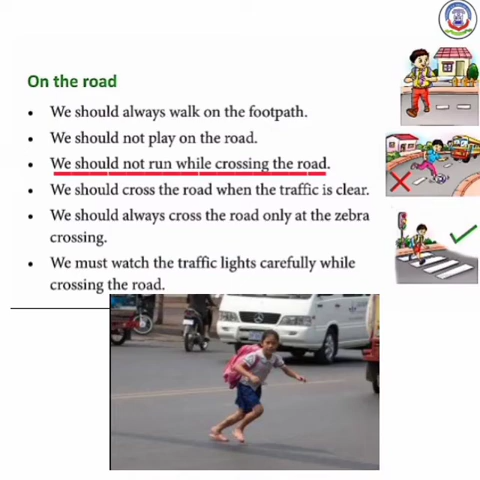 On the road
• We should always walk on the footpath.
• We should not play on the road.
• We should not run while crossing the road.
• We should cross the road when the traffic is clear.
• We should always cross the road only at the zebra
crossing.
• We must watch the traffic lights carefully while
crossing the road.